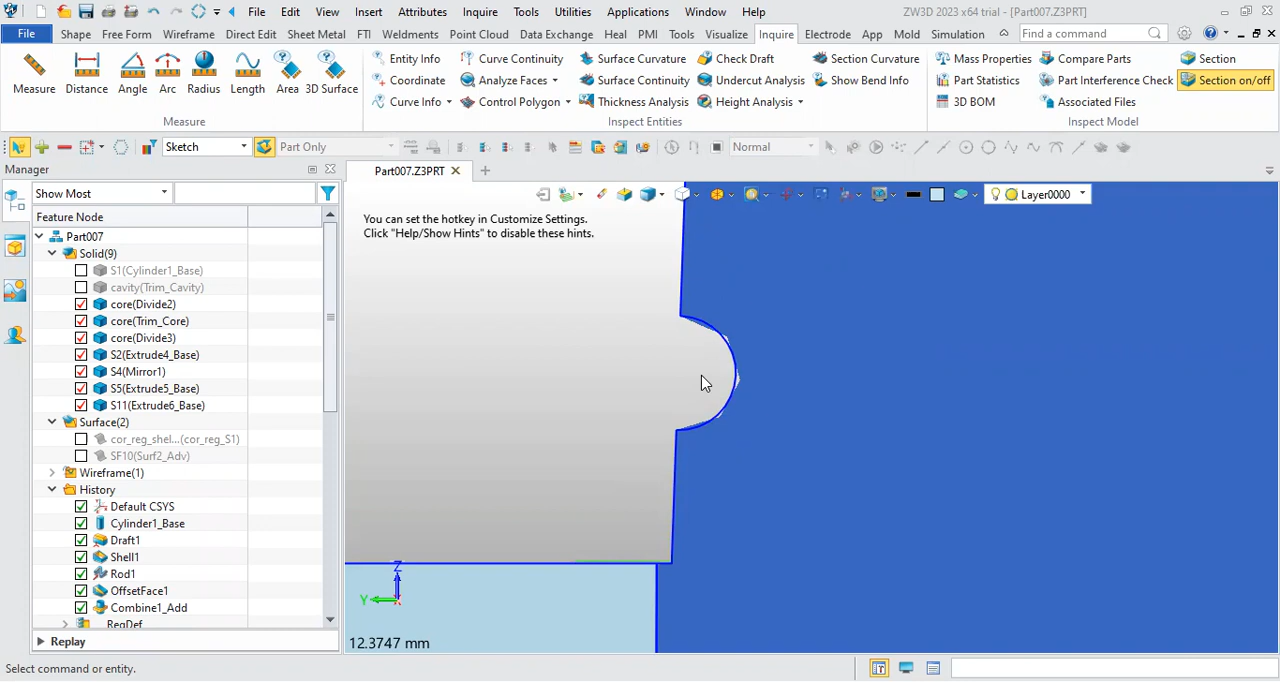 File Edit View Insert Attributes Inquire Tools Utilities Applications Window Help ZW3D 2023 x64 trial - [Part007.Z3PRT]
File Shape Free Form Wireframe Direct Edit Sheet Metal FTI Weldments Point Cloud Data Exchange Heal PMI Tools Visualize Inquire Electrode App Mold Simulation Find a command
Measure Distance Angle Arc Radius Length Area 3D Surface
Measure
Entity Info Curve Continuity Surface Curvature Check Draft Section Curvature
Coordinate Analyze Faces Surface Continuity Undercut Analysis Show Bend Info
Curve Info Control Polygon Thickness Analysis Height Analysis
Inspect Entities
Mass Properties Compare Parts Section
Part Statistics Part Interference Check Section on/off
3D BOM Associated Files
Inspect Model
Sketch Part Only Normal
Manager
Part007.Z3PRT
Show Most
Layer0000
Feature Node
You can set the hotkey in Customize Settings.
Click "Help/Show Hints" to disable these hints.
Part007
Solid(9)
S1(Cylinder1_Base)
cavity(Trim_Cavity)
core(Divide2)
core(Trim_Core)
core(Divide3)
S2(Extrude4_Base)
S4(Mirror1)
S5(Extrude5_Base)
S11(Extrude6_Base)
Surface(2)
cor_reg_shel...(cor_reg_S1)
SF10(Surf2_Adv)
Wireframe(1)
History
Default CSYS
Cylinder1_Base
Draft1
Shell1
Rod1
OffsetFace1
Combine1_Add
RegDef
Z
Y
X
12.3747 mm
Replay
Select command or entity.